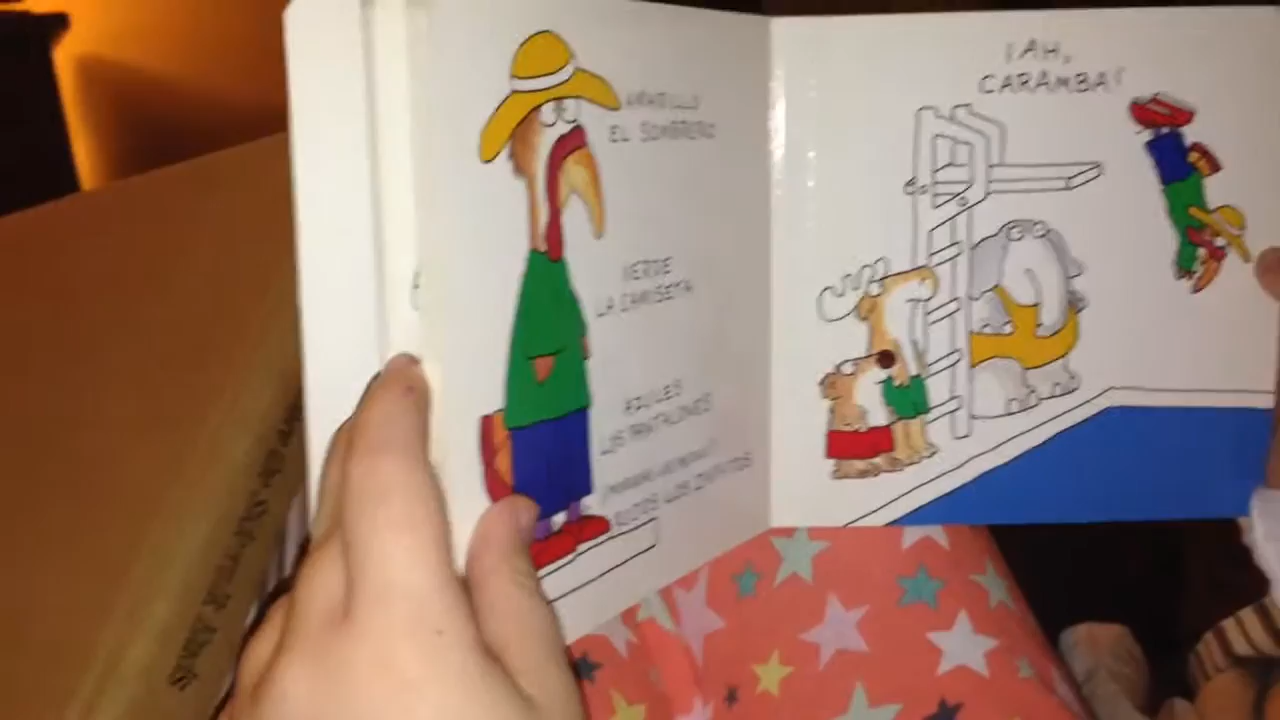 AMARILLO
EL SOMBRERO
VERDE
LA CAMISETA
AZULES
LOS PANTALONES
ROJOS LOS ZAPATOS
¡AH,
CARAMBA!